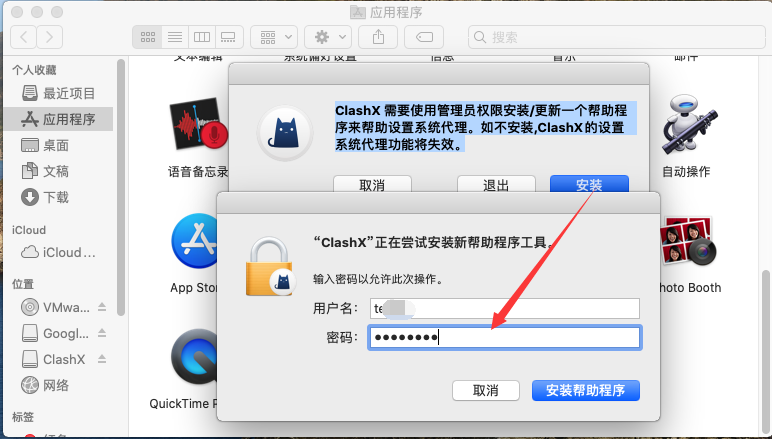 应用程序
搜索
个人收藏
最近项目
应用程序
桌面
文稿
下载
iCloud
iCloud…
位置
VMwa…
Googl…
ClashX
网络
标签
文本编辑
系统偏好设置
信息
音乐
邮件
语音备忘录
自动操作
App Stor
Photo Booth
QuickTime P
ClashX 需要使用管理员权限安装/更新一个帮助程
序来帮助设置系统代理。如不安装,ClashX的设置
系统代理功能将失效。
取消
退出
安装
“ClashX”正在尝试安装新帮助程序工具。
输入密码以允许此次操作。
用户名：
te
密码：
••••••••
取消
安装帮助程序